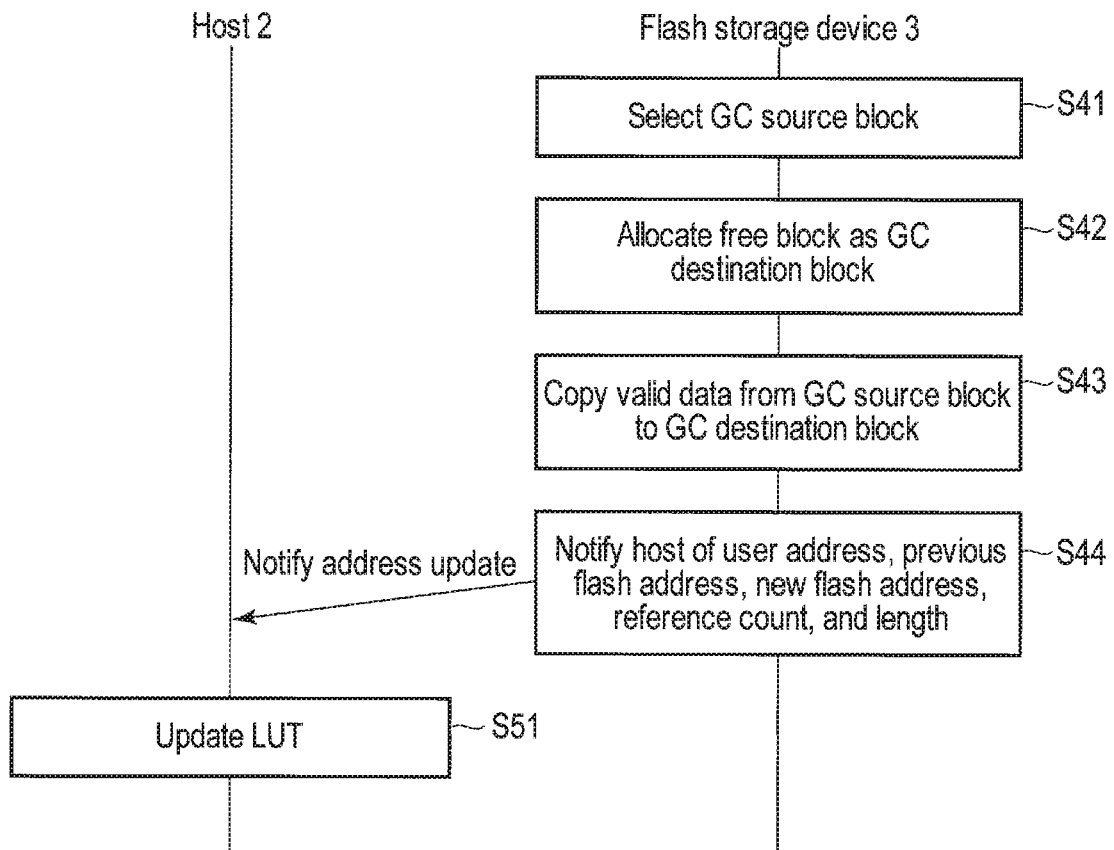 Host 2
Flash storage device 3
Select GC source block
S41
Allocate free block as GC
destination block
S42
Copy valid data from GC source block
to GC destination block
S43
Notify address update
Notify host of user address, previous
flash address, new flash address,
reference count, and length
S44
Update LUT
S51